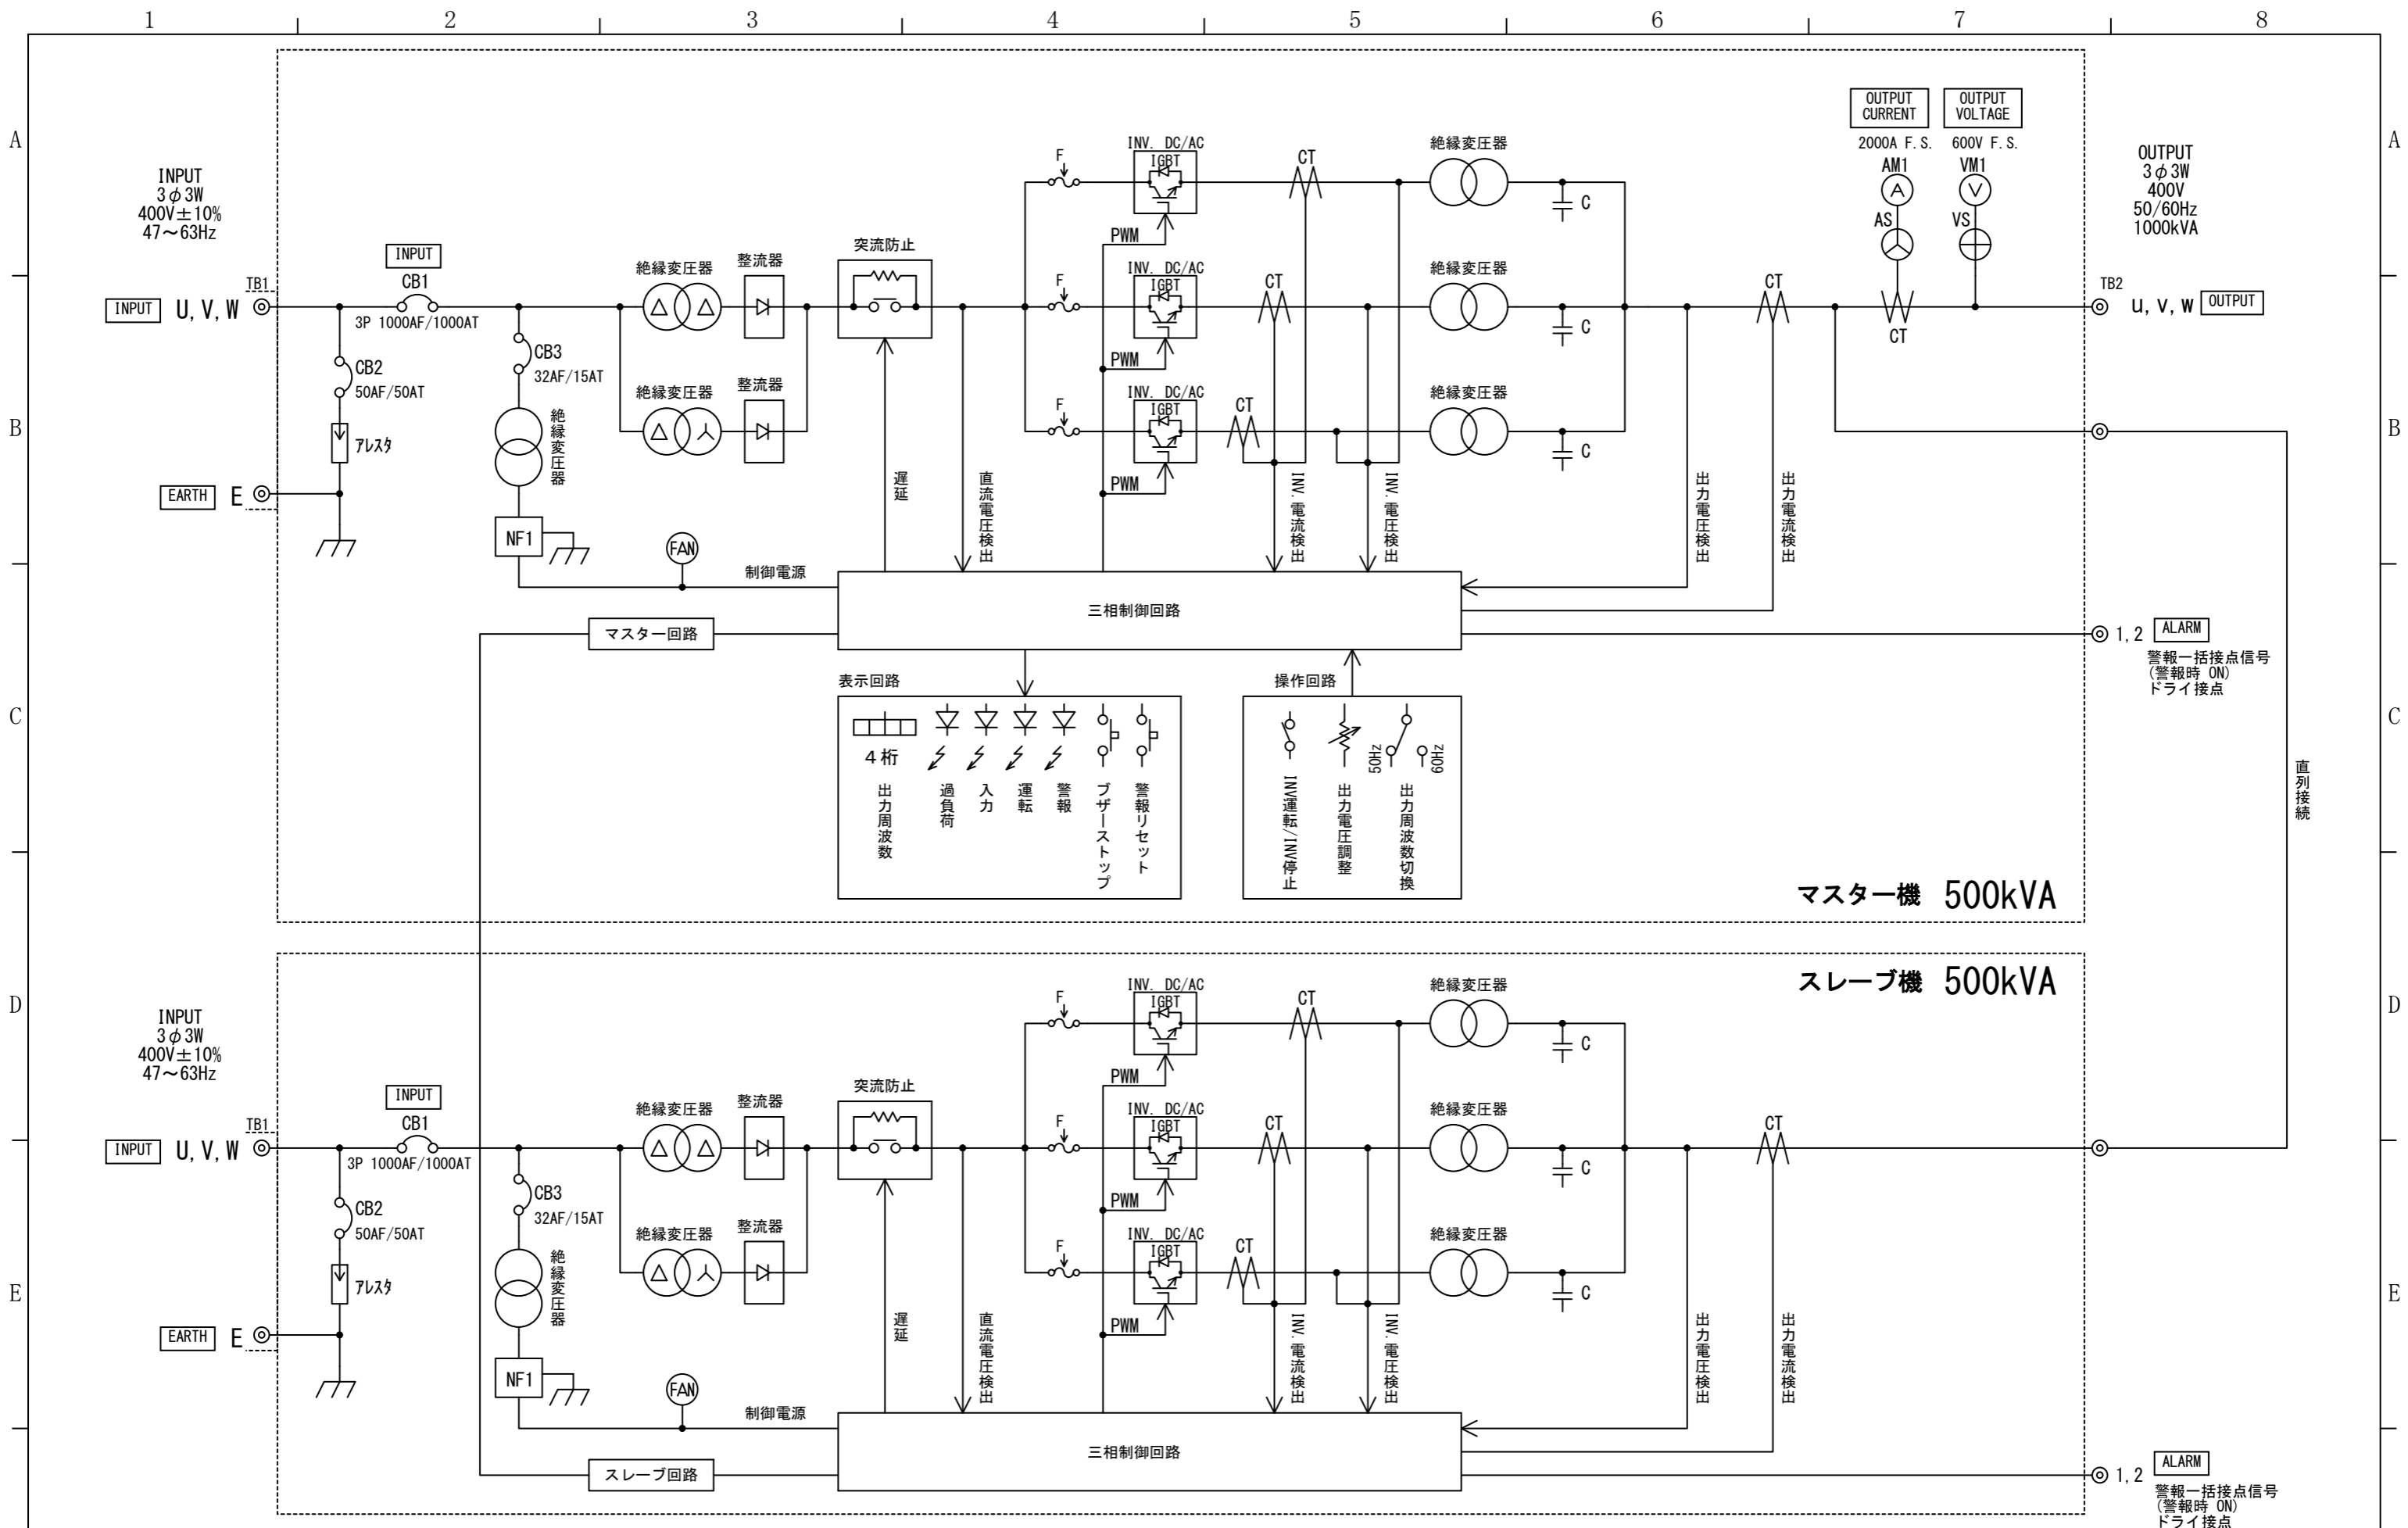 1 2 3 4 5 6 7 8
A A
OUTPUT CURRENT
2000A F.S.
AM1
A
AS
CT
OUTPUT VOLTAGE
600V F.S.
VM1
V
VS
INPUT
3φ3W
400V±10%
47～63Hz
OUTPUT
3φ3W
400V
50/60Hz
1000kVA
INPUT U,V,W
TB1
INPUT
CB1
3P 1000AF/1000AT
CB2
50AF/50AT
アレスタ
EARTH E
CB3
32AF/15AT
絶縁変圧器
NF1
FAN
制御電源
絶縁変圧器
整流器
絶縁変圧器
整流器
突流防止
遅延
直流電圧検出
F
INV. DC/AC
IGBT
PWM
CT
絶縁変圧器
C
F
INV. DC/AC
IGBT
PWM
CT
絶縁変圧器
C
F
INV. DC/AC
IGBT
PWM
CT
絶縁変圧器
C
INV.電流検出
INV.電圧検出
出力電圧検出
CT
出力電流検出
TB2
U,V,W OUTPUT
B B
三相制御回路
マスター回路
1,2 ALARM
警報一括接点信号
(警報時 ON)
ドライ接点
C C
表示回路
4桁
出力周波数
過負荷
入力
運転
警報
ブザーストップ
警報リセット
操作回路
INV運転/INV停止
出力電圧調整
50Hz
60Hz
出力周波数切換
直列接続
マスター機 500kVA
スレーブ機 500kVA
D D
INPUT
3φ3W
400V±10%
47～63Hz
INPUT U,V,W
TB1
INPUT
CB1
3P 1000AF/1000AT
CB2
50AF/50AT
アレスタ
EARTH E
CB3
32AF/15AT
絶縁変圧器
NF1
FAN
制御電源
絶縁変圧器
整流器
絶縁変圧器
整流器
突流防止
遅延
直流電圧検出
F
INV. DC/AC
IGBT
PWM
CT
絶縁変圧器
C
F
INV. DC/AC
IGBT
PWM
CT
絶縁変圧器
C
F
INV. DC/AC
IGBT
PWM
CT
絶縁変圧器
C
INV.電流検出
INV.電圧検出
出力電圧検出
CT
出力電流検出
E E
三相制御回路
スレーブ回路
1,2 ALARM
警報一括接点信号
(警報時 ON)
ドライ接点